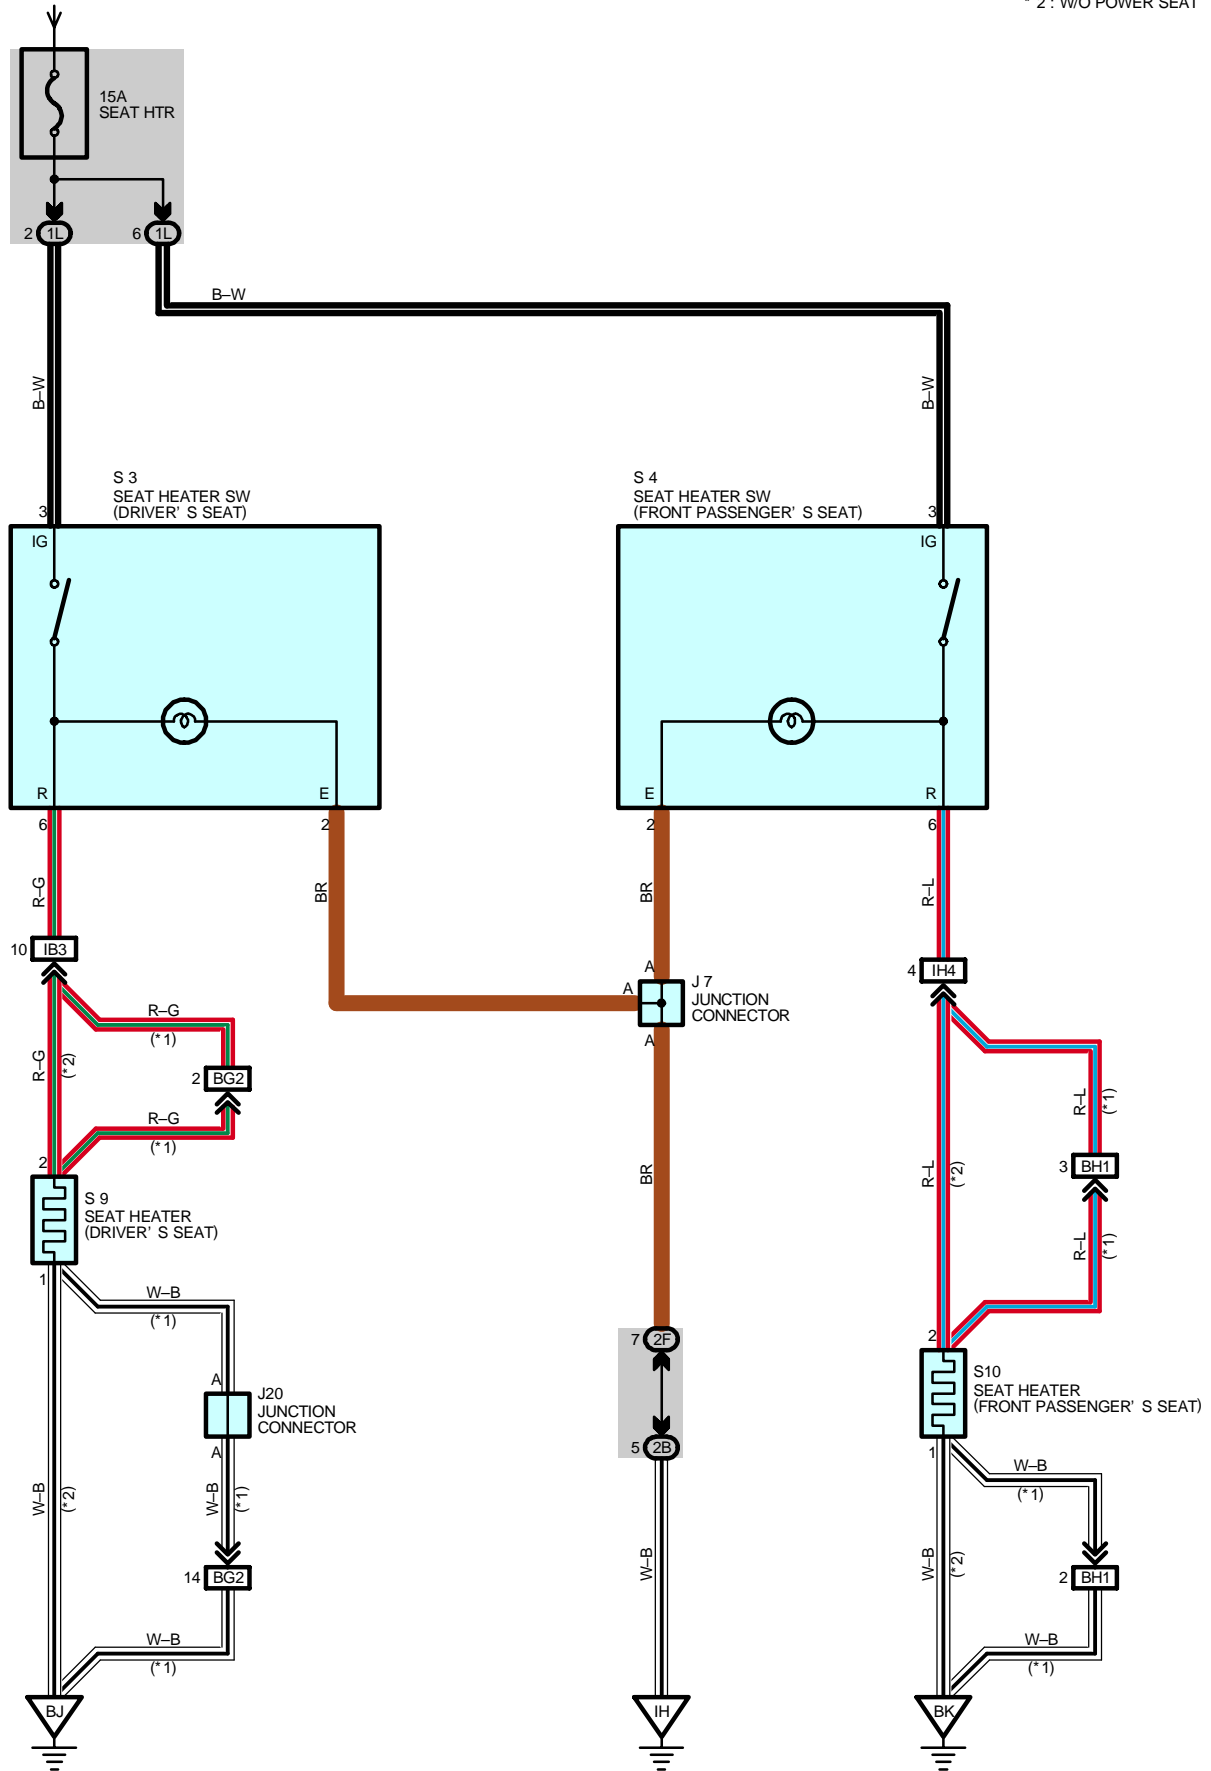 * 2 : W/O POWER SEAT
15A
SEAT HTR
2 1L
6 1L
B–W
B–W
B–W
S 3
SEAT HEATER SW
(DRIVER' S SEAT)
S 4
SEAT HEATER SW
(FRONT PASSENGER' S SEAT)
3
3
IG
IG
R
E
E
R
6
2
2
6
R–G
BR
BR
R–L
10 IB3
4 IH4
A
A
A
J 7
JUNCTION
CONNECTOR
R–G
(* 1)
R–G
(* 2)
2 BG2
R–G
(* 1)
R–L
(* 1)
BR
R–L
(* 2)
3 BH1
R–L
(* 1)
2
S 9
SEAT HEATER
(DRIVER' S SEAT)
1
W–B
(* 1)
7 2F
2
A
J20
JUNCTION
CONNECTOR
A
S10
SEAT HEATER
(FRONT PASSENGER' S SEAT)
5 2B
1
W–B
(* 1)
W–B
(* 2)
W–B
(* 1)
W–B
W–B
(* 2)
14 BG2
2 BH1
W–B
(* 1)
W–B
(* 1)
BJ
IH
BK